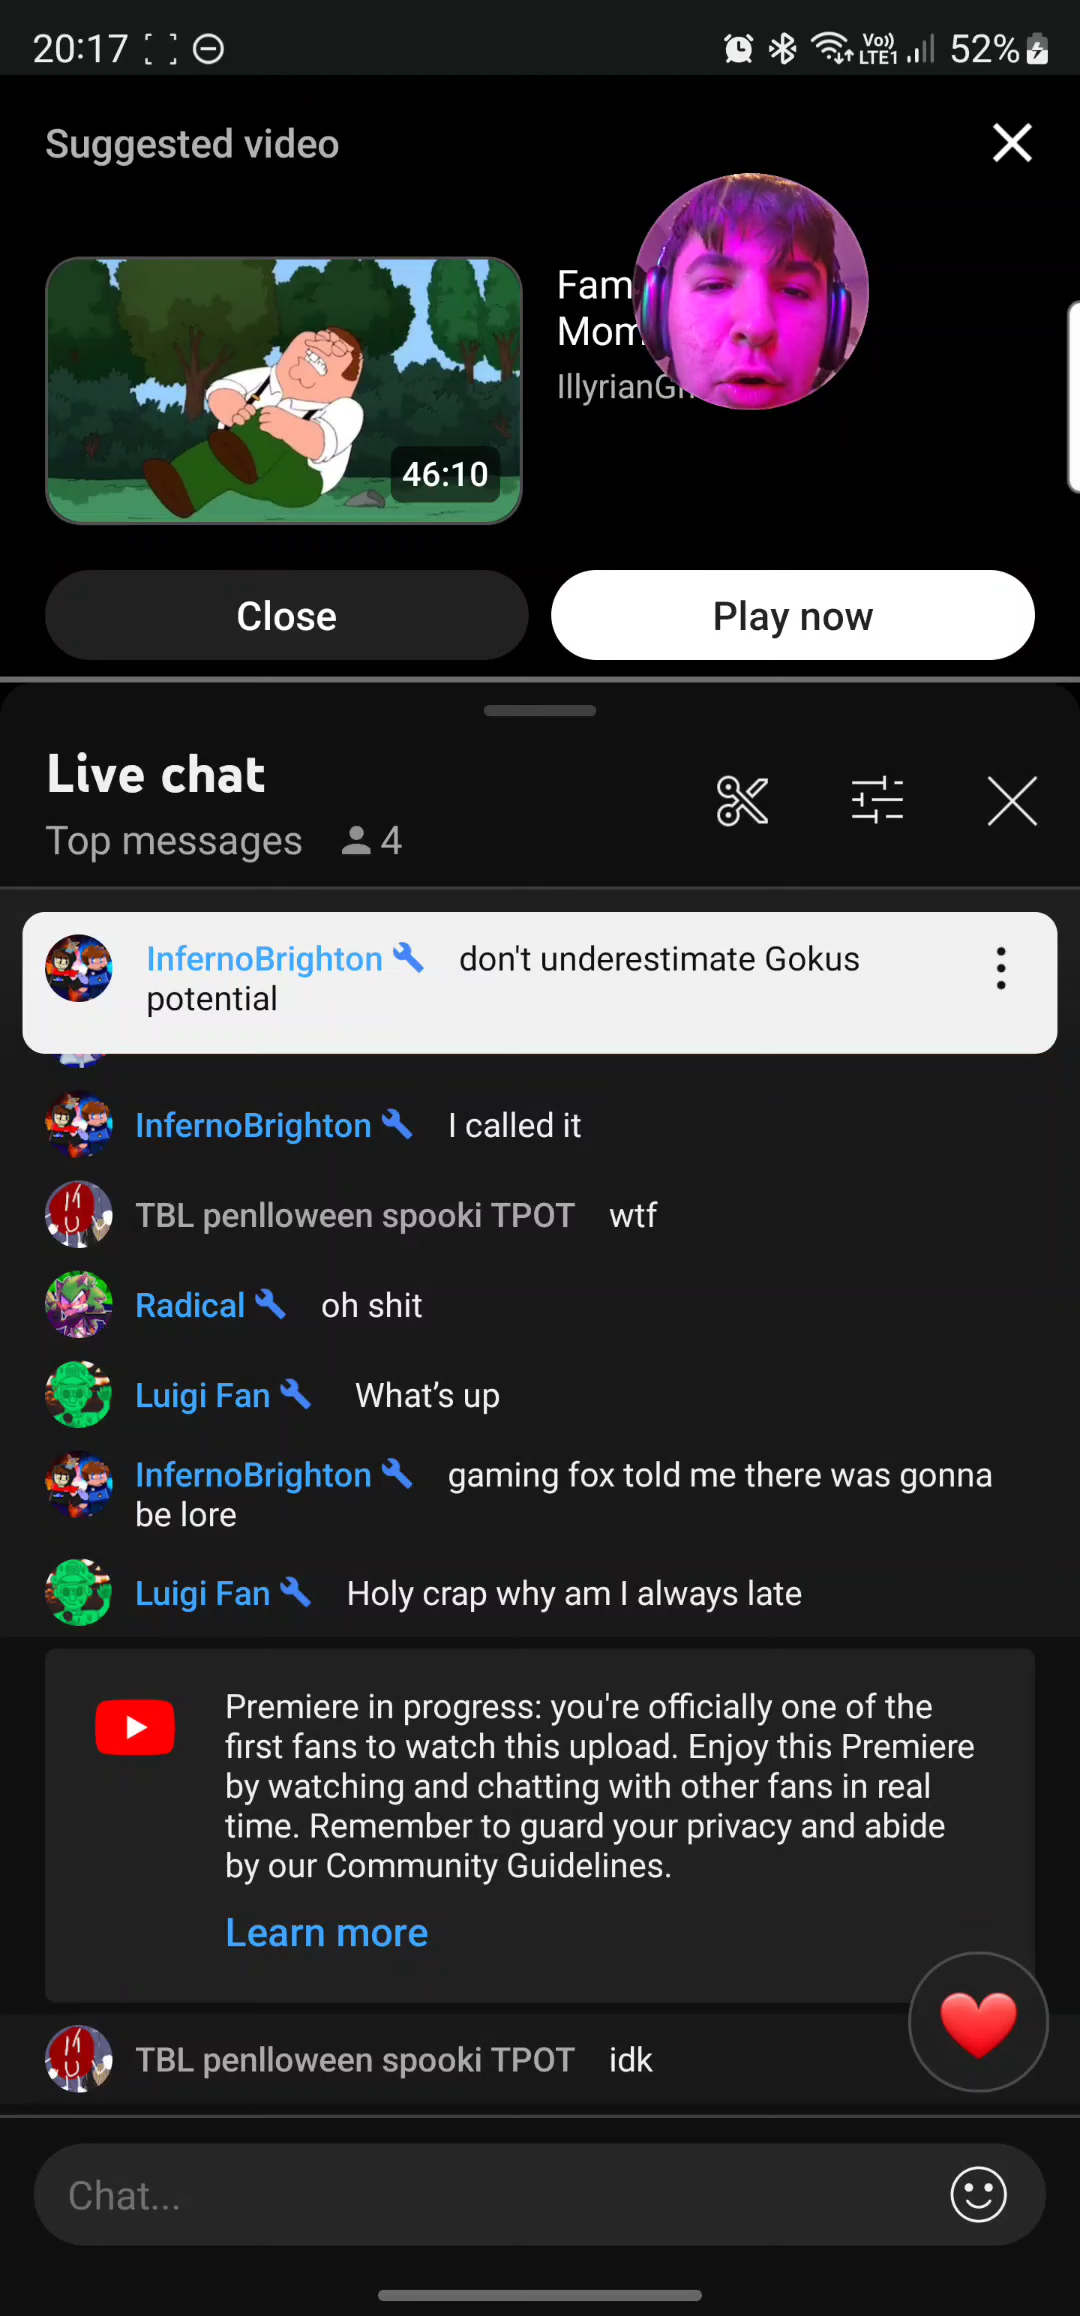 20:17
Vo))
LTE1
52%
Suggested video
46:10
Close
Play now
Live chat
Top messages 4
InfernoBrighton don't underestimate Gokus
potential
InfernoBrighton I called it
TBL penlloween spooki TPOT wtf
Radical oh shit
Luigi Fan What’s up
InfernoBrighton gaming fox told me there was gonna
be lore
Luigi Fan Holy crap why am I always late
Premiere in progress: you're officially one of the
first fans to watch this upload. Enjoy this Premiere
by watching and chatting with other fans in real
time. Remember to guard your privacy and abide
by our Community Guidelines.
Learn more
TBL penlloween spooki TPOT idk
Chat...